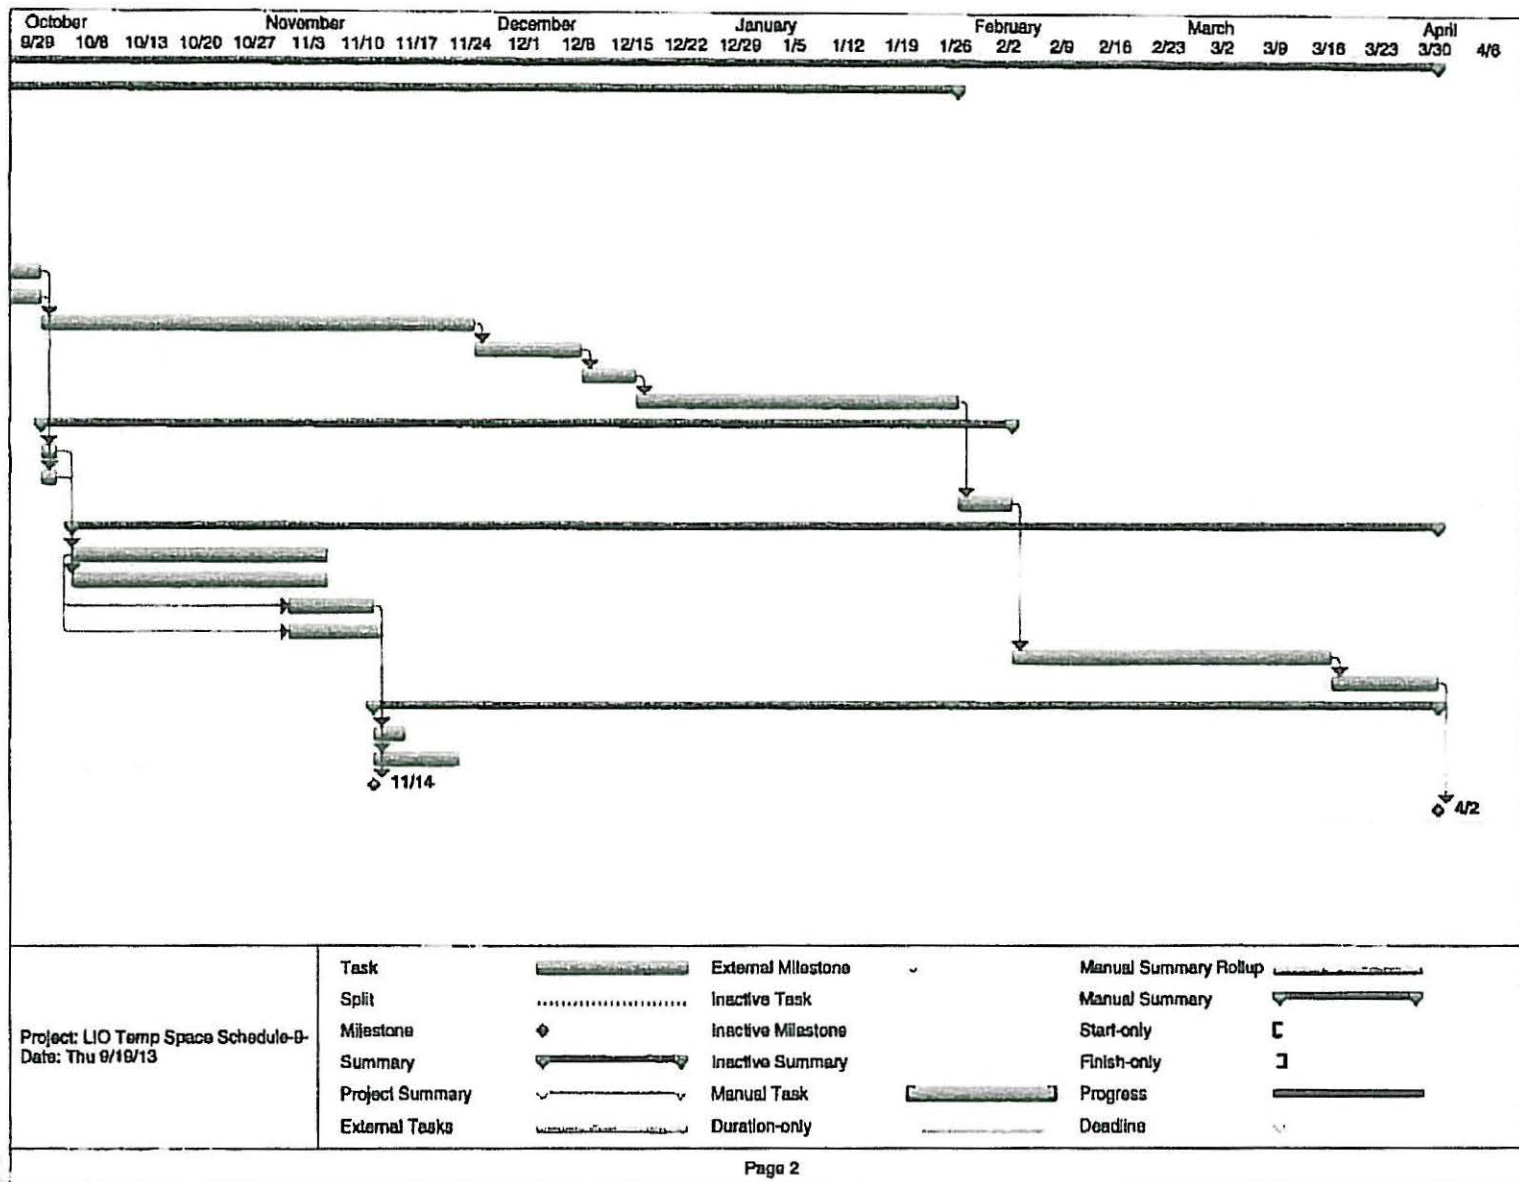 October November December January February March April
9/29 10/6 10/13 10/20 10/27 11/3 11/10 11/17 11/24 12/1 12/8 12/15 12/22 12/29 1/5 1/12 1/19 1/26 2/2 2/9 2/16 2/23 3/2 3/9 3/16 3/23 3/30 4/6
11/14
4/2
Project: LIO Temp Space Schedule-9-
Date: Thu 9/19/13
Task External Milestone Manual Summary Rollup
Split Inactive Task Manual Summary
Milestone Inactive Milestone Start-only
Summary Inactive Summary Finish-only
Project Summary Manual Task Progress
External Tasks Duration-only Deadline
Page 2